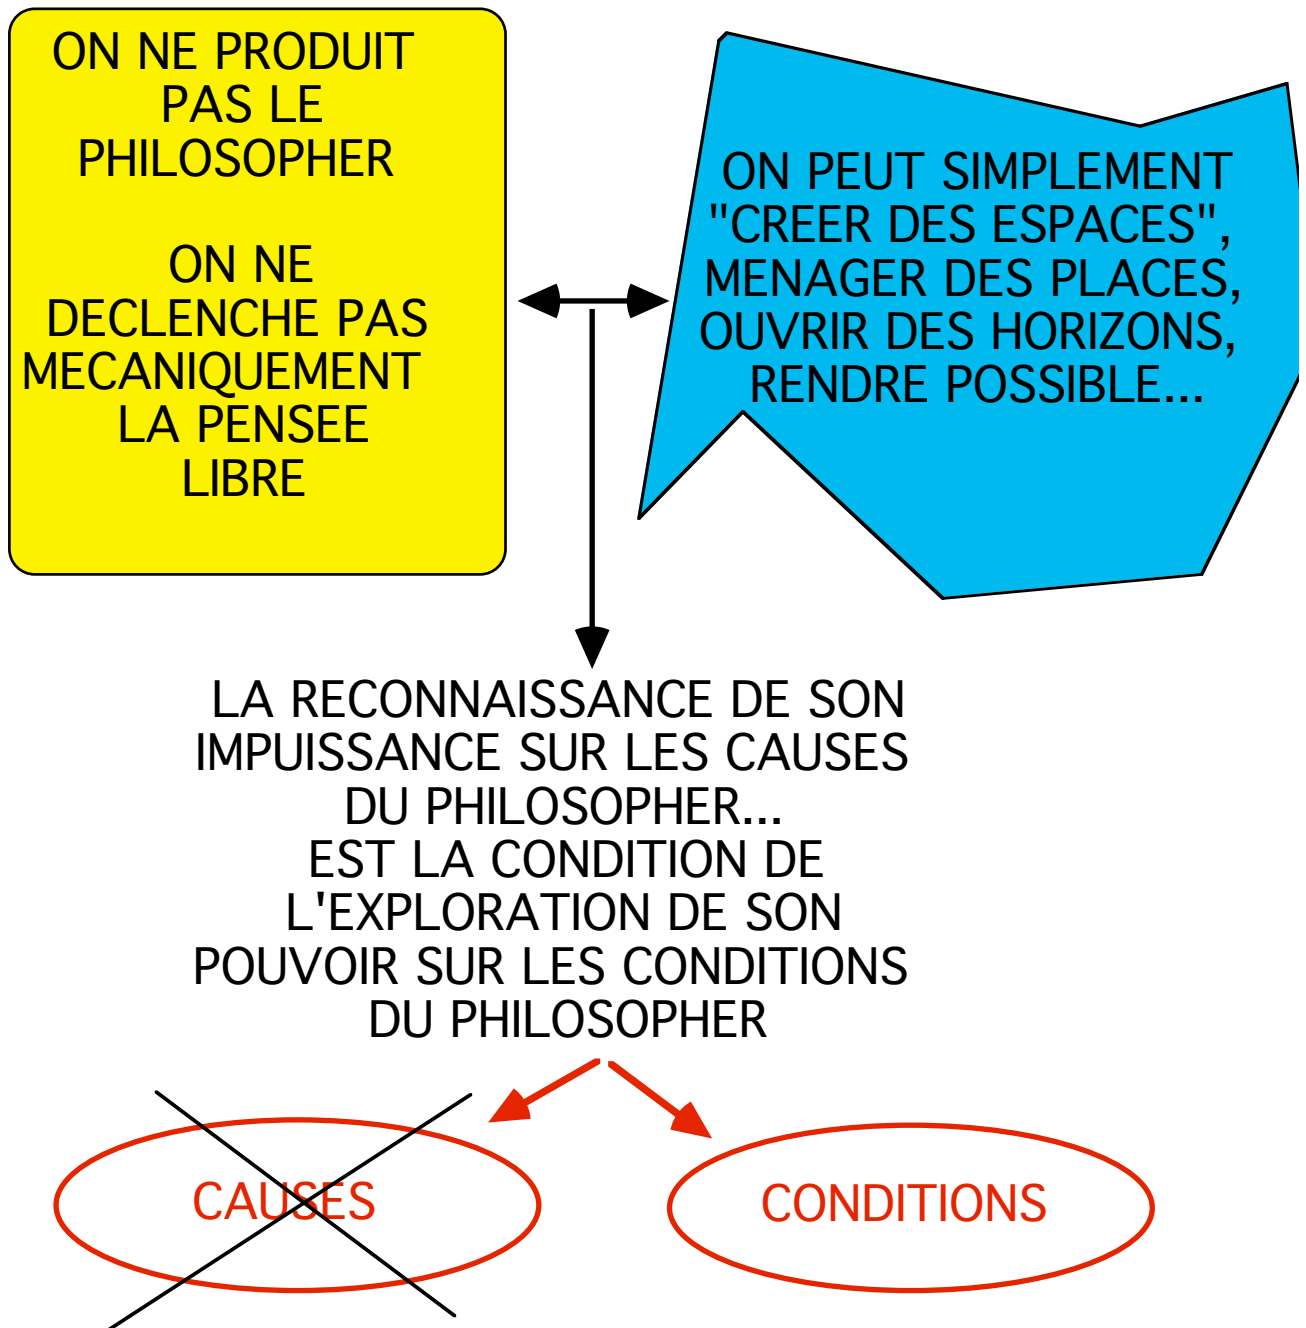 ON NE PRODUIT
PAS LE
PHILOSOPHER
ON NE
DECLENCHE PAS
MECANIQUEMENT
LA PENSEE
LIBRE
ON PEUT SIMPLEMENT
"CREER DES ESPACES",
MENAGER DES PLACES,
OUVRIR DES HORIZONS,
RENDRE POSSIBLE...
LA RECONNAISSANCE DE SON
IMPUISSANCE SUR LES CAUSES
DU PHILOSOPHER...
EST LA CONDITION DE
L'EXPLORATION DE SON
POUVOIR SUR LES CONDITIONS
DU PHILOSOPHER
CAUSES
CONDITIONS